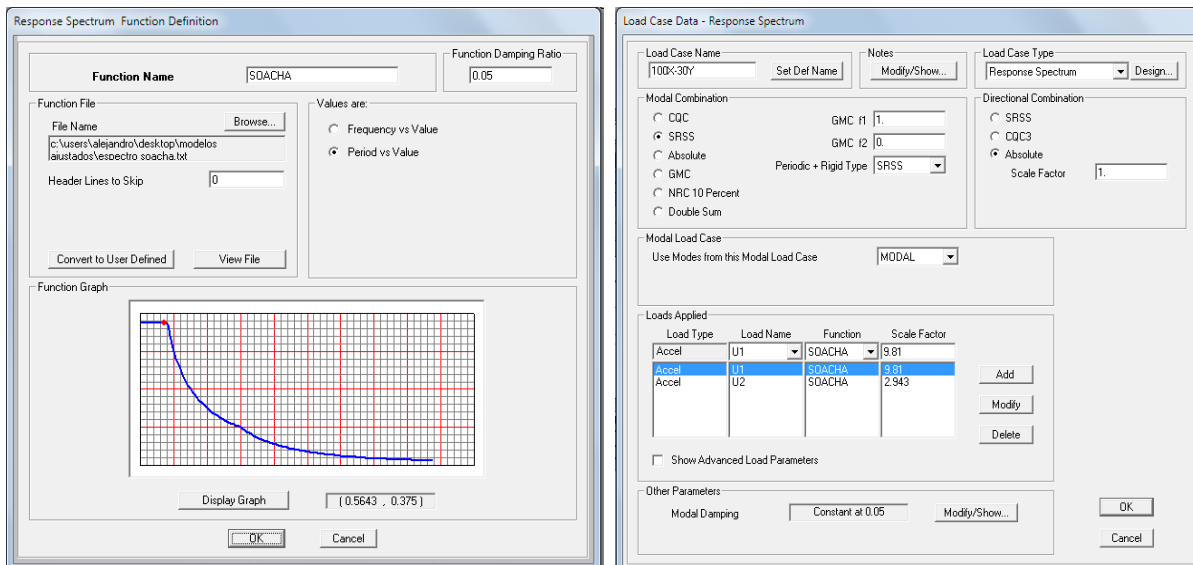 Response Spectrum Function Definition
Function Name
SOACHA
Function Damping Ratio
0.05
Function File
File Name
Browse...
c:\users\alejandro\desktop\modelos
ajustados\espectro soacha.txt
Header Lines to Skip
0
Convert to User Defined
View File
Values are:
Frequency vs Value
Period vs Value
Function Graph
Display Graph
( 0.5643 , 0.375 )
OK
Cancel
Load Case Data - Response Spectrum
Load Case Name
100X-30Y
Set Def Name
Notes
Modify/Show...
Load Case Type
Response Spectrum
Design...
Modal Combination
CQC
SRSS
Absolute
GMC
NRC 10 Percent
Double Sum
GMC f1
1.
GMC f2
0.
Periodic + Rigid Type
SRSS
Directional Combination
SRSS
CQC3
Absolute
Scale Factor
1.
Modal Load Case
Use Modes from this Modal Load Case
MODAL
Loads Applied
Load Type Load Name Function Scale Factor
Accel U1 SOACHA 9.81
Accel U1 SOACHA 9.81
Accel U2 SOACHA 2.943
Add
Modify
Delete
Show Advanced Load Parameters
Other Parameters
Modal Damping
Constant at 0.05
Modify/Show...
OK
Cancel